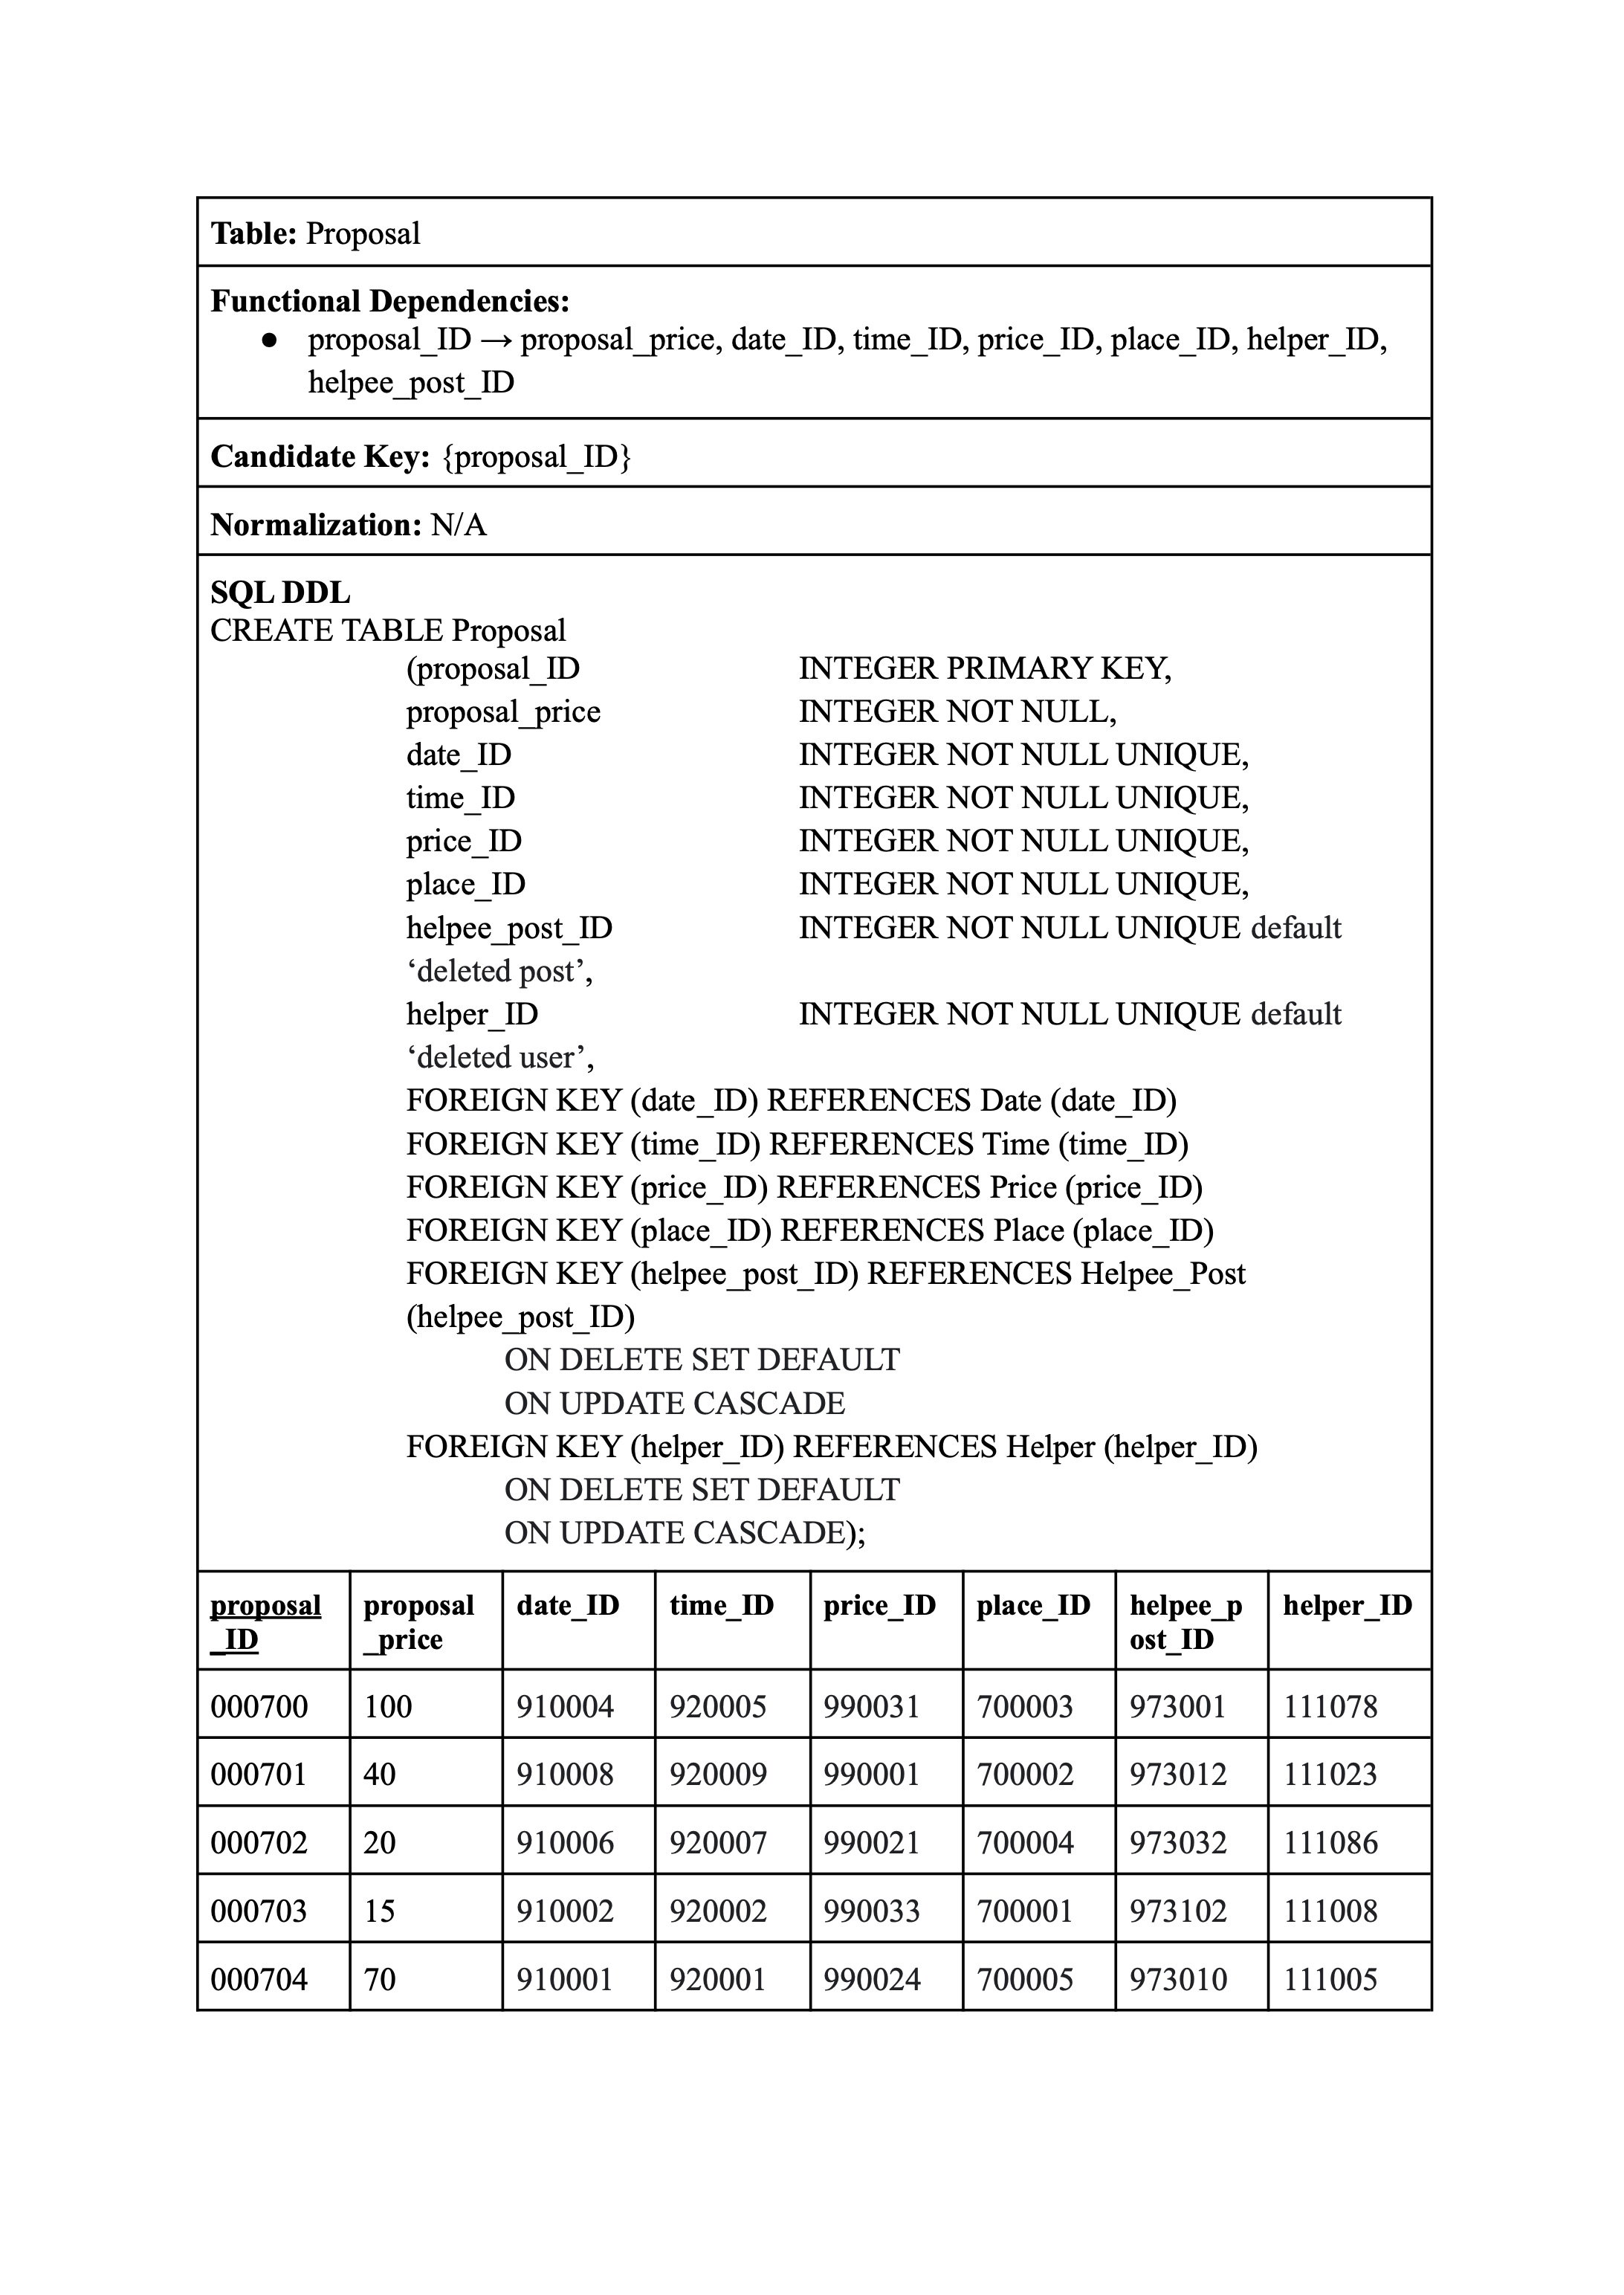 Table: Proposal
Functional Dependencies:
● proposal_ID → proposal_price, date_ID, time_ID, price_ID, place_ID, helper_ID,
helpee_post_ID
Candidate Key: {proposal_ID}
Normalization: N/A
SQL DDL
CREATE TABLE Proposal
(proposal_ID INTEGER PRIMARY KEY,
proposal_price INTEGER NOT NULL,
date_ID INTEGER NOT NULL UNIQUE,
time_ID INTEGER NOT NULL UNIQUE,
price_ID INTEGER NOT NULL UNIQUE,
place_ID INTEGER NOT NULL UNIQUE,
helpee_post_ID INTEGER NOT NULL UNIQUE default
‘deleted post’,
helper_ID INTEGER NOT NULL UNIQUE default
‘deleted user’,
FOREIGN KEY (date_ID) REFERENCES Date (date_ID)
FOREIGN KEY (time_ID) REFERENCES Time (time_ID)
FOREIGN KEY (price_ID) REFERENCES Price (price_ID)
FOREIGN KEY (place_ID) REFERENCES Place (place_ID)
FOREIGN KEY (helpee_post_ID) REFERENCES Helpee_Post
(helpee_post_ID)
ON DELETE SET DEFAULT
ON UPDATE CASCADE
FOREIGN KEY (helper_ID) REFERENCES Helper (helper_ID)
ON DELETE SET DEFAULT
ON UPDATE CASCADE);
proposal proposal date_ID time_ID price_ID place_ID helpee_p helper_ID
_ID _price ost_ID
000700 100 910004 920005 990031 700003 973001 111078
000701 40 910008 920009 990001 700002 973012 111023
000702 20 910006 920007 990021 700004 973032 111086
000703 15 910002 920002 990033 700001 973102 111008
000704 70 910001 920001 990024 700005 973010 111005